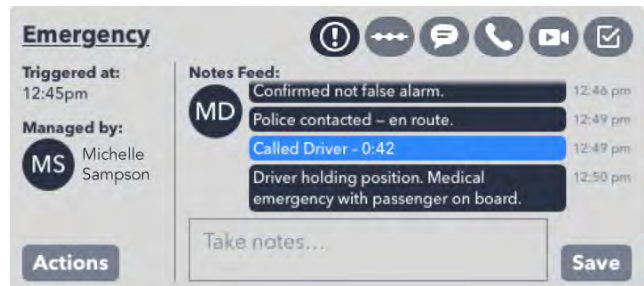 Emergency
Triggered at:
12:45pm
Managed by:
MS
Michelle
Sampson
Actions
Notes Feed:
MD
Confirmed not false alarm.
12:46 pm
Police contacted – en route.
12:49 pm
Called Driver - 0:42
12:49 pm
Driver holding position. Medical
emergency with passenger on board.
12:50 pm
Take notes...
Save